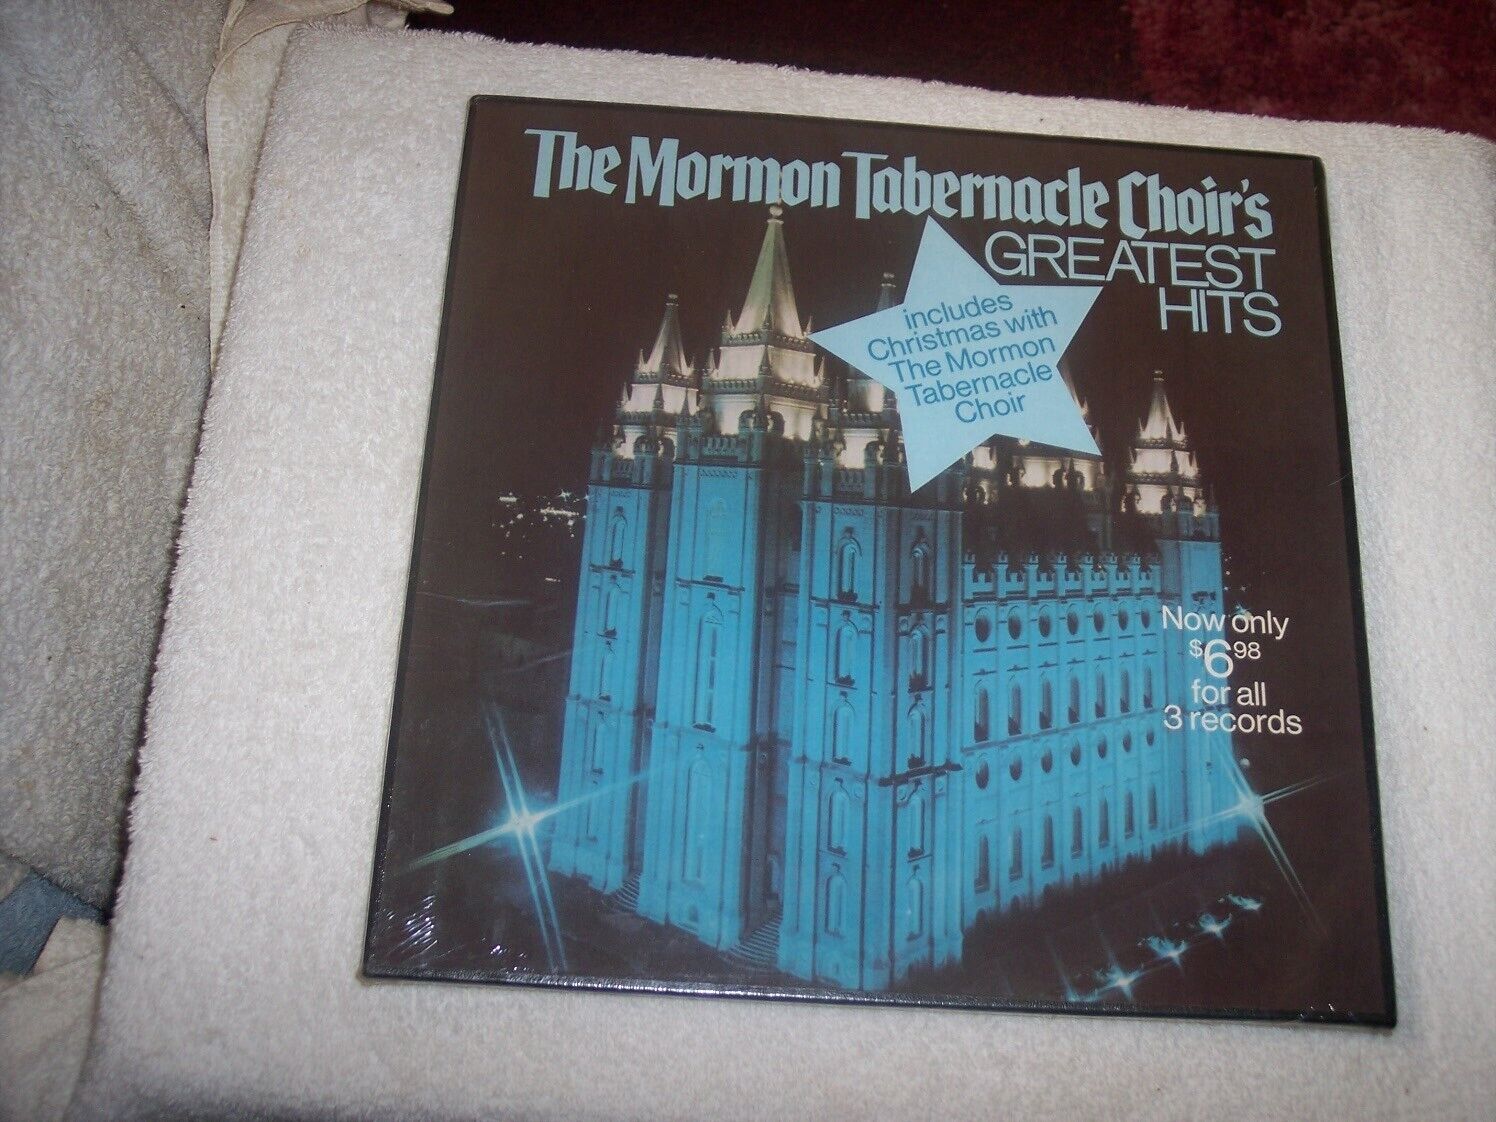 The Mormon Tabernacle Choir's
GREATEST
HITS
includes
Christmas with
The Mormon
Tabernacle
Choir
Now only
$6 98
for all
3 records